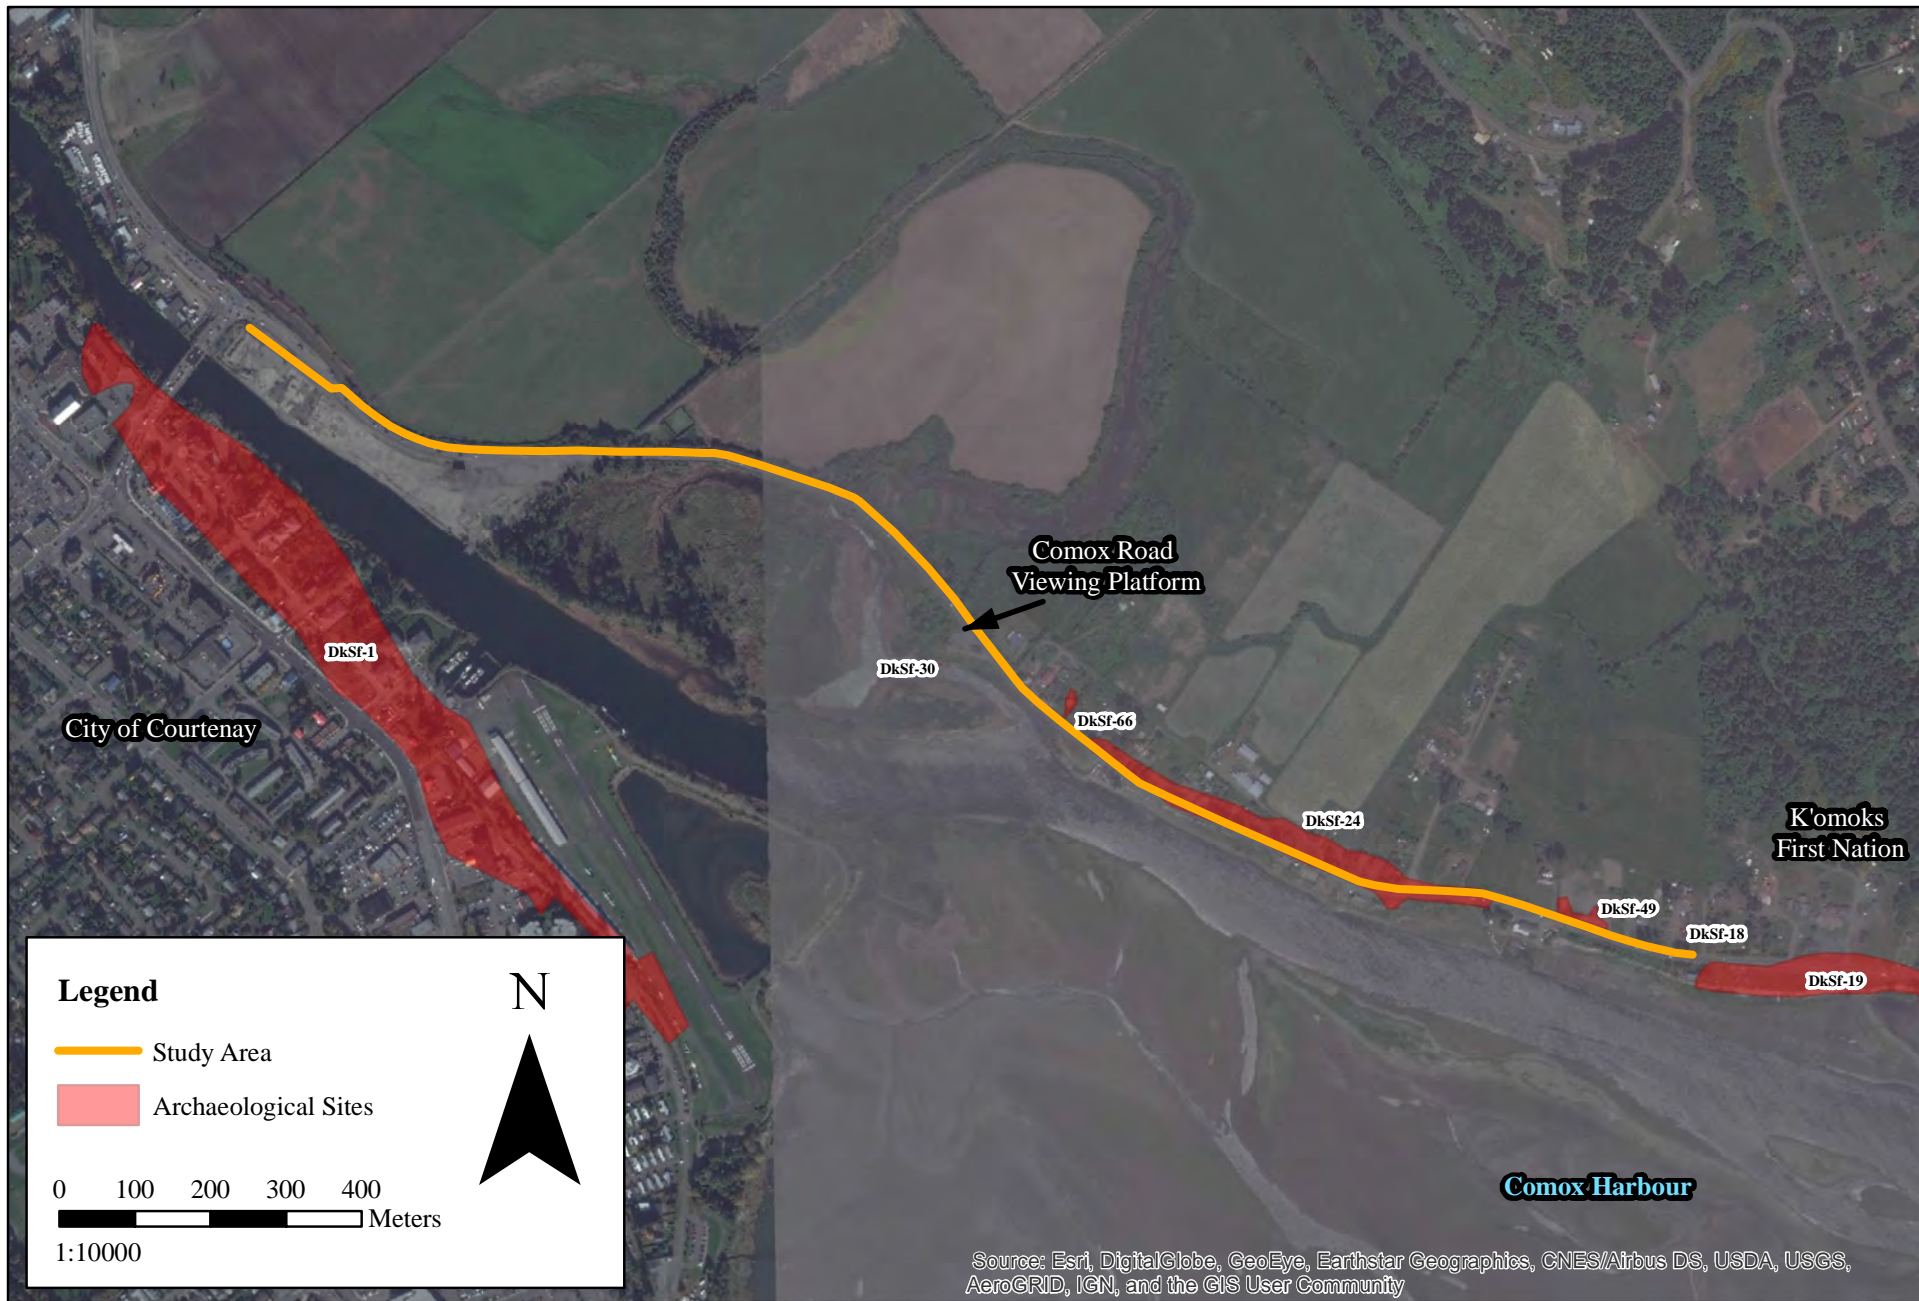 Comox Road
Viewing Platform
DkSf-1
DkSf-30
City of Courtenay
DkSf-66
DkSf-24
K'omoks
First Nation
DkSf-49
DkSf-18
DkSf-19
Legend
N
Study Area
Archaeological Sites
0 100 200 300 400
Meters
1:10000
Comox Harbour
Source: Esri, DigitalGlobe, GeoEye, Earthstar Geographics, CNES/Airbus DS, USDA, USGS,
AeroGRID, IGN, and the GIS User Community